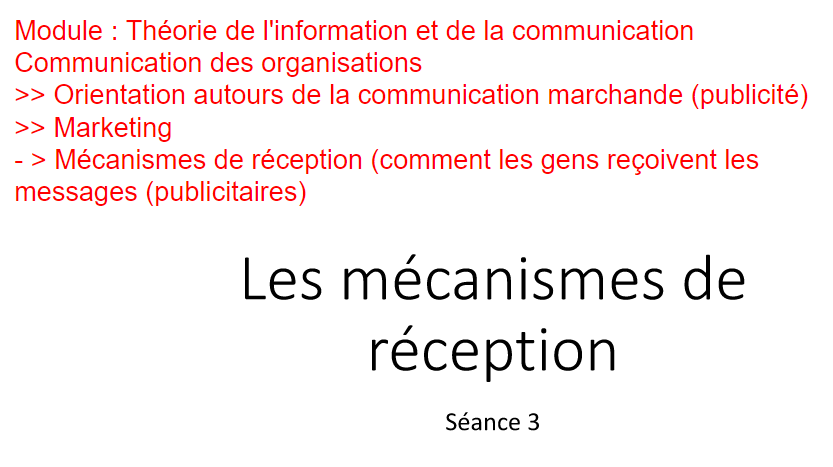 Module : Théorie de l'information et de la communication
Communication des organisations
>> Orientation autours de la communication marchande (publicité)
>> Marketing
- > Mécanismes de réception (comment les gens reçoivent les
messages (publicitaires)
Les mécanismes de
réception
Séance 3